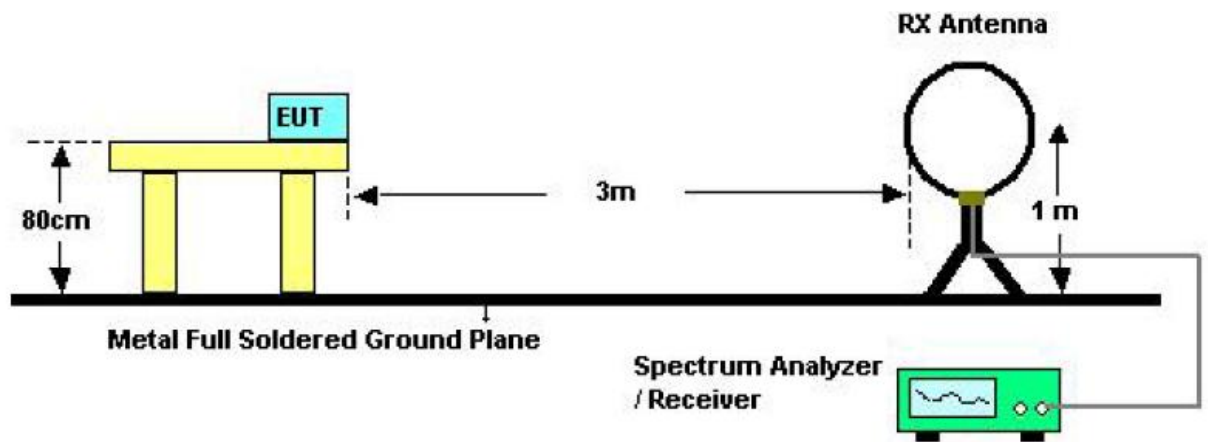 RX Antenna
EUT
80cm
3m
1 m
Metal Full Soldered Ground Plane
Spectrum Analyzer
/ Receiver